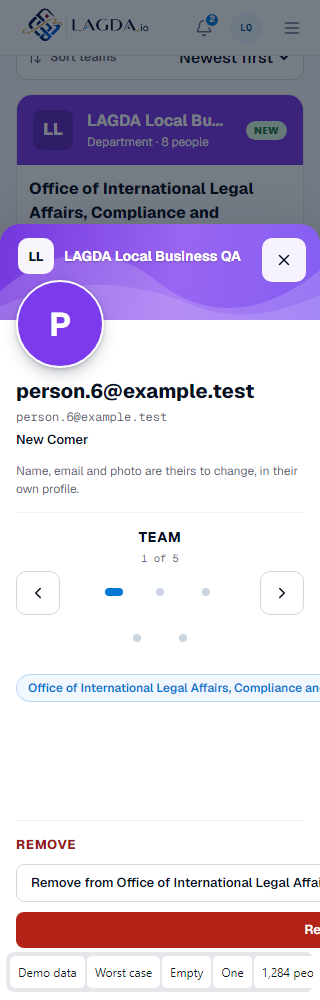 LAGDA.io
2
LQ
Sort teams
Newest first
LL
LAGDA Local Bu...
Department · 8 people
NEW
Office of International Legal
Affairs, Compliance and
LL
LAGDA Local Business QA
P
person.6@example.test
person.6@example.test
New Comer
Name, email and photo are theirs to change, in their
own profile.
TEAM
1 of 5
Office of International Legal Affairs, Compliance an
REMOVE
Remove from Office of International Legal Affai
Re
Demo data
Worst case
Empty
One
1,284 peo